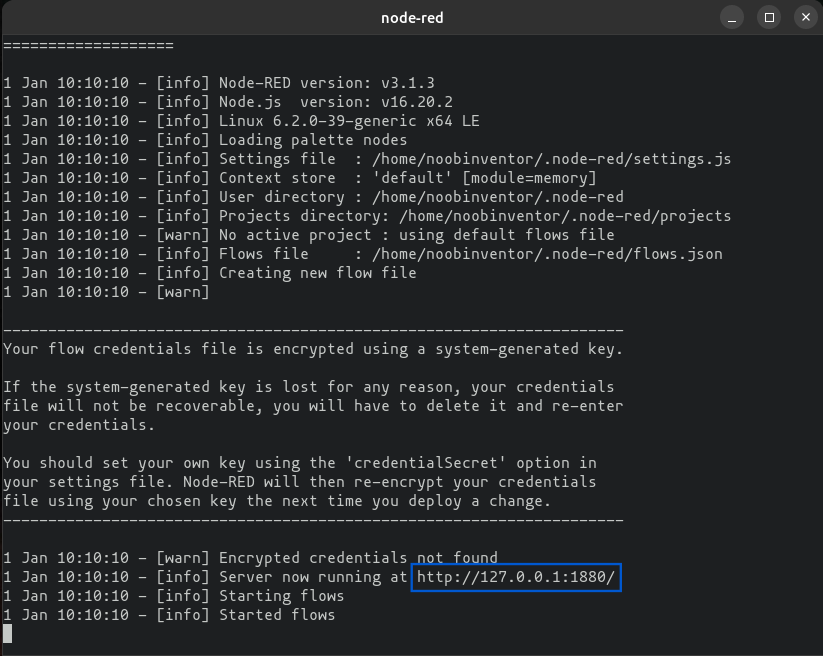 node-red
===================
1 Jan 10:10:10 - [info] Node-RED version: v3.1.3
1 Jan 10:10:10 - [info] Node.js  version: v16.20.2
1 Jan 10:10:10 - [info] Linux 6.2.0-39-generic x64 LE
1 Jan 10:10:10 - [info] Loading palette nodes
1 Jan 10:10:10 - [info] Settings file  : /home/noobinventor/.node-red/settings.js
1 Jan 10:10:10 - [info] Context store  : 'default' [module=memory]
1 Jan 10:10:10 - [info] User directory : /home/noobinventor/.node-red
1 Jan 10:10:10 - [info] Projects directory: /home/noobinventor/.node-red/projects
1 Jan 10:10:10 - [warn] No active project : using default flows file
1 Jan 10:10:10 - [info] Flows file     : /home/noobinventor/.node-red/flows.json
1 Jan 10:10:10 - [info] Creating new flow file
1 Jan 10:10:10 - [warn]
---------------------------------------------------------------------
Your flow credentials file is encrypted using a system-generated key.
If the system-generated key is lost for any reason, your credentials
file will not be recoverable, you will have to delete it and re-enter
your credentials.
You should set your own key using the 'credentialSecret' option in
your settings file. Node-RED will then re-encrypt your credentials
file using your chosen key the next time you deploy a change.
---------------------------------------------------------------------
1 Jan 10:10:10 - [warn] Encrypted credentials not found
1 Jan 10:10:10 - [info] Server now running at http://127.0.0.1:1880/
1 Jan 10:10:10 - [info] Starting flows
1 Jan 10:10:10 - [info] Started flows